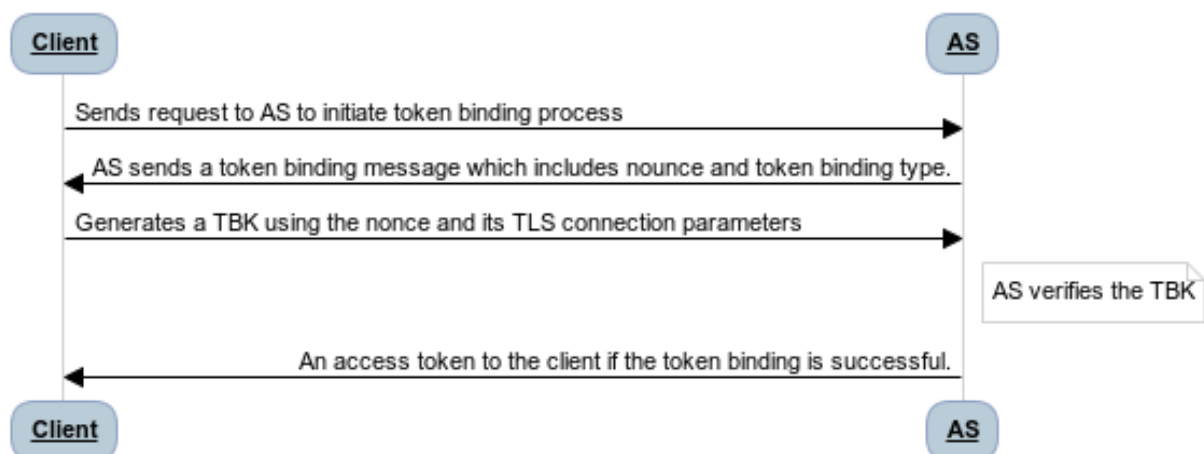 Client
AS
Sends request to AS to initiate token binding process
AS sends a token binding message which includes nounce and token binding type.
Generates a TBK using the nonce and its TLS connection parameters
AS verifies the TBK
An access token to the client if the token binding is successful.
Client
AS